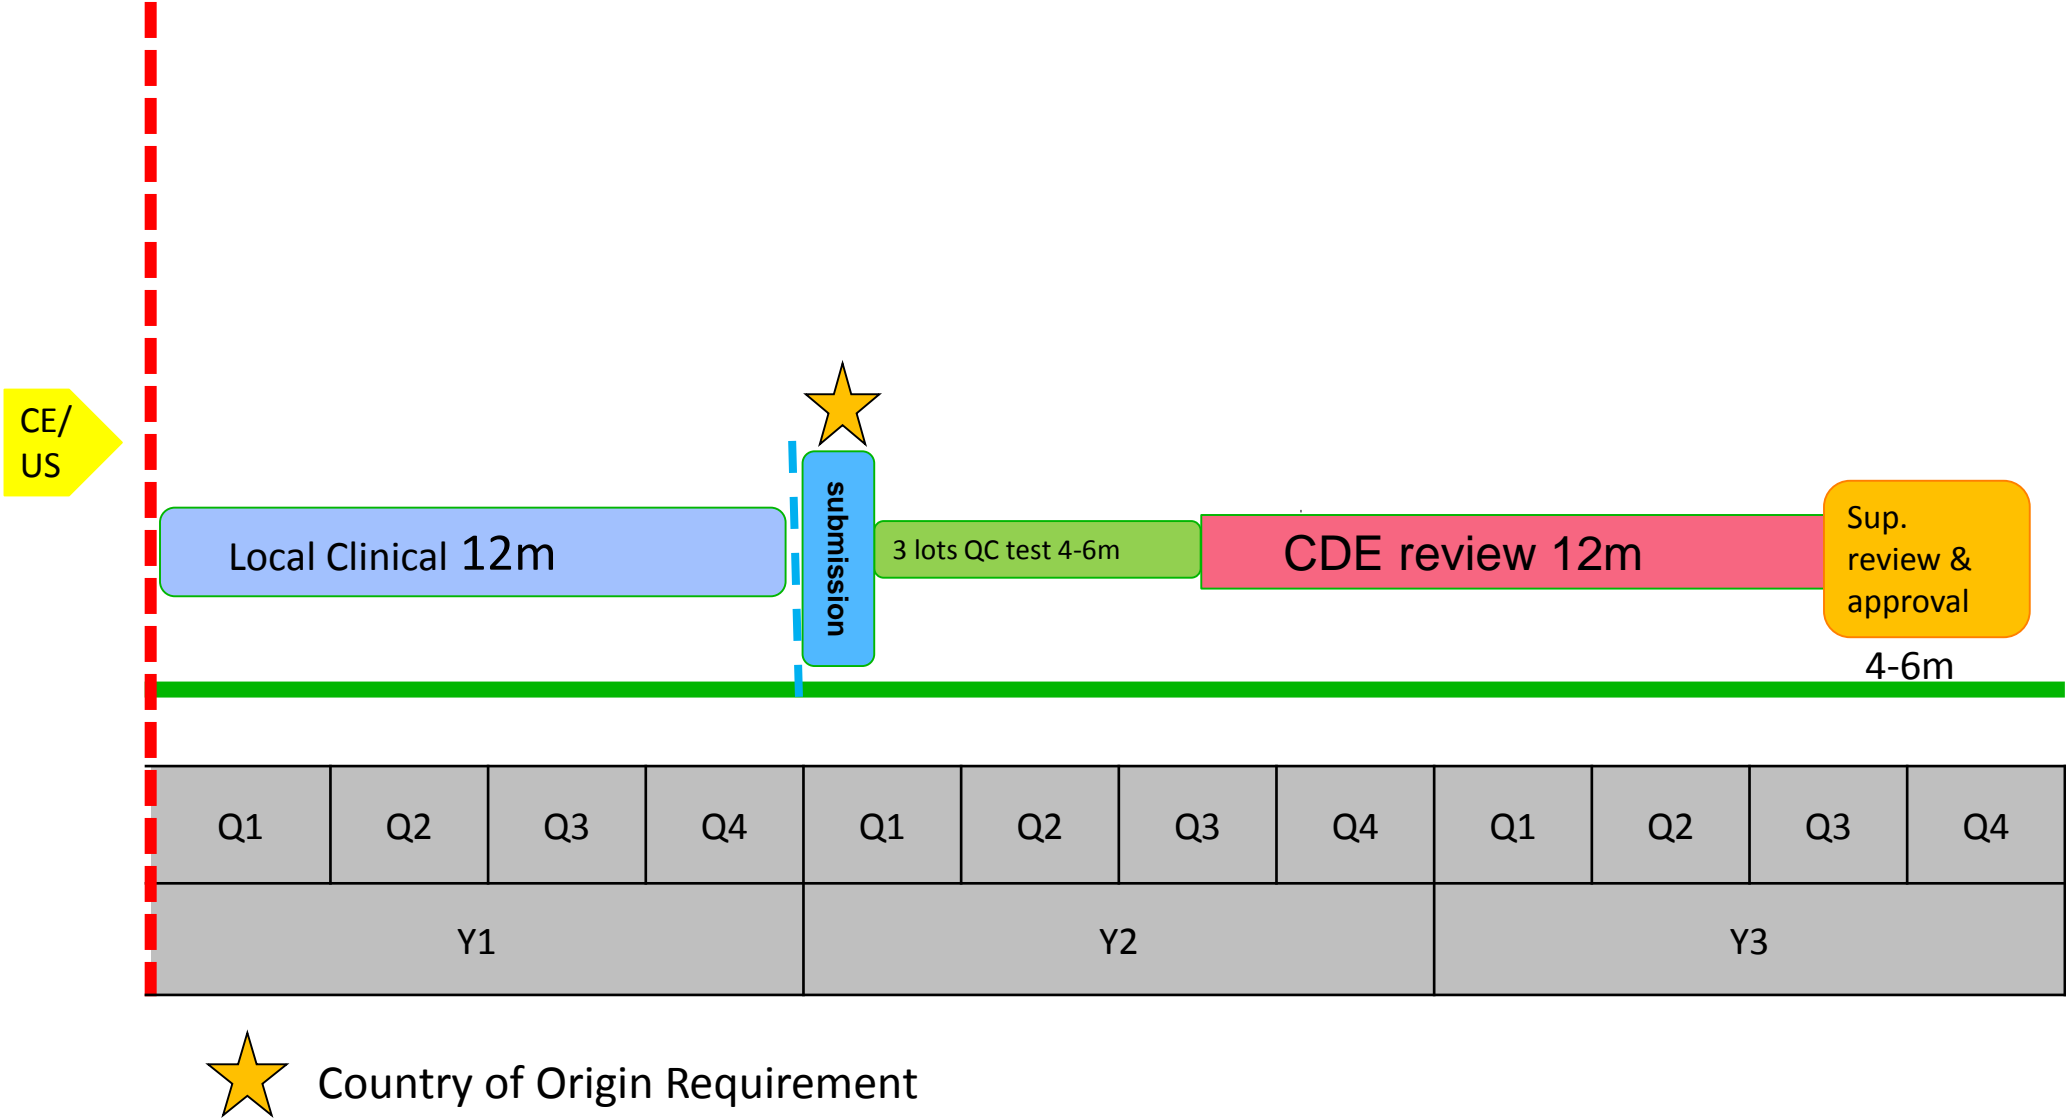 CE/
US
Local Clinical 12m
submission
3 lots QC test 4-6m
CDE review 12m
Sup.
review &
approval
4-6m
Q1 Q2 Q3 Q4 Q1 Q2 Q3 Q4 Q1 Q2 Q3 Q4
Y1 Y2 Y3
Country of Origin Requirement